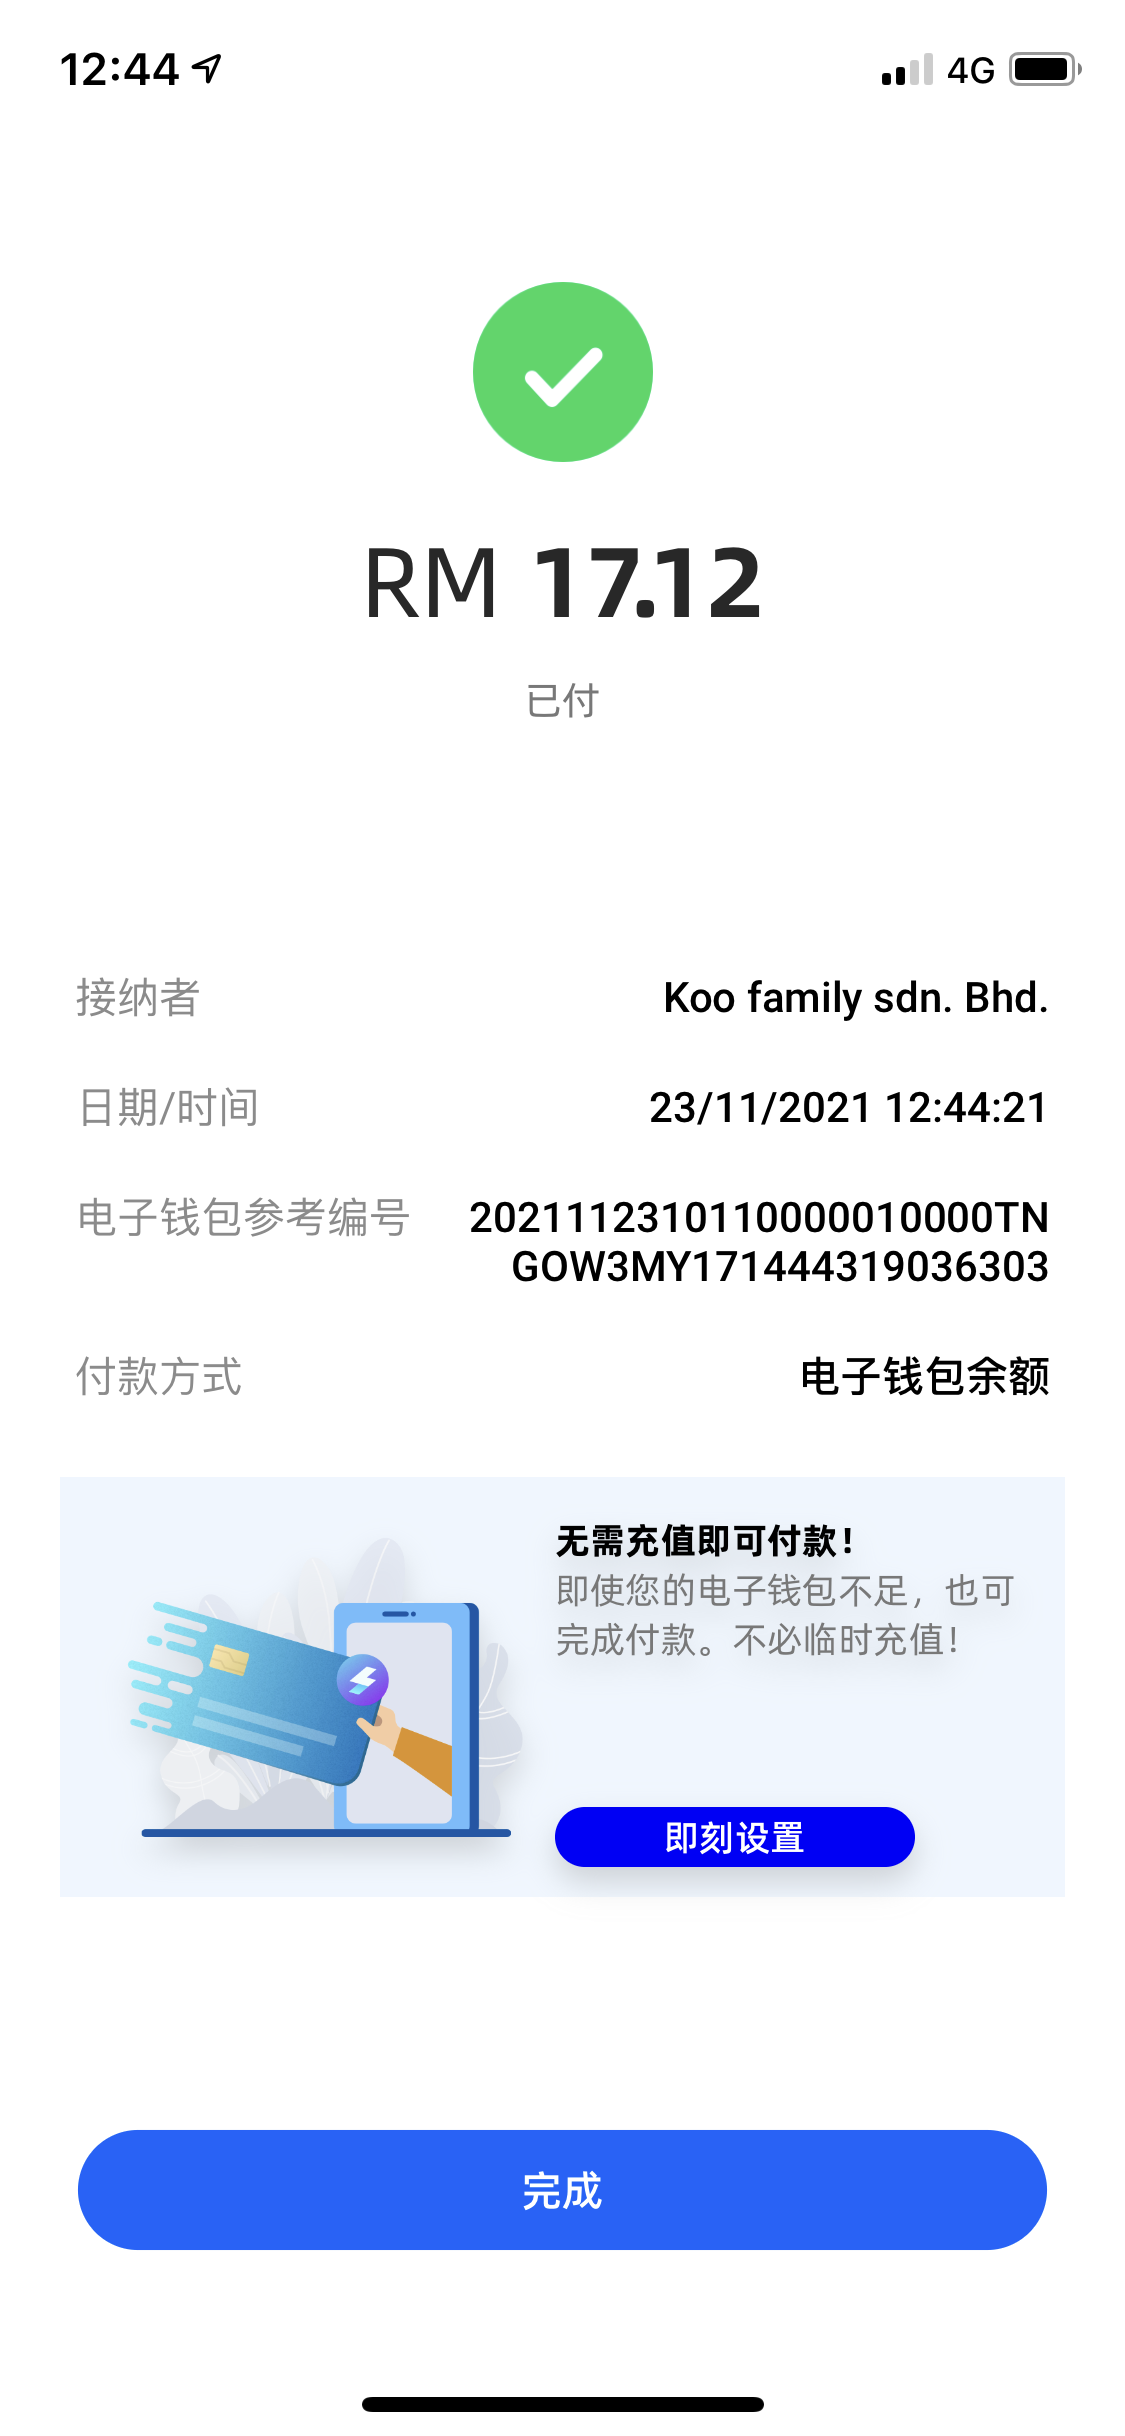 12:44
4G
RM 17.12
已付
接纳者
Koo family sdn. Bhd.
日期/时间
23/11/2021 12:44:21
电子钱包参考编号
20211123101110000010000TN
GOW3MY171444319036303
付款方式
电子钱包余额
无需充值即可付款！
即使您的电子钱包不足，也可
完成付款。不必临时充值！
即刻设置
完成